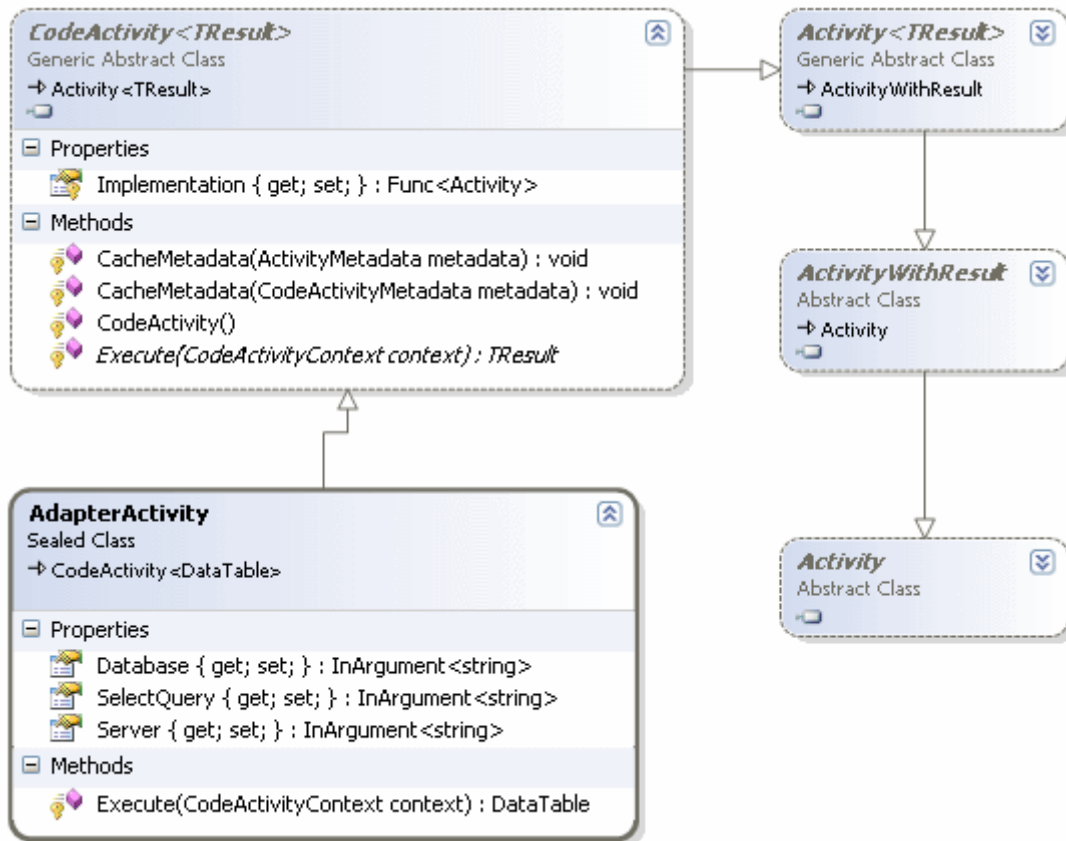 CodeActivity<TResult>
Generic Abstract Class
Activity<TResult>
Properties
Implementation { get; set; } : Func<Activity>
Methods
CacheMetadata(ActivityMetadata metadata) : void
CacheMetadata(CodeActivityMetadata metadata) : void
CodeActivity()
Execute(CodeActivityContext context) : TResult
Activity<TResult>
Generic Abstract Class
ActivityWithResult
ActivityWithResult
Abstract Class
Activity
Activity
Abstract Class
AdapterActivity
Sealed Class
CodeActivity<DataTable>
Properties
Database { get; set; } : InArgument<string>
SelectQuery { get; set; } : InArgument<string>
Server { get; set; } : InArgument<string>
Methods
Execute(CodeActivityContext context) : DataTable